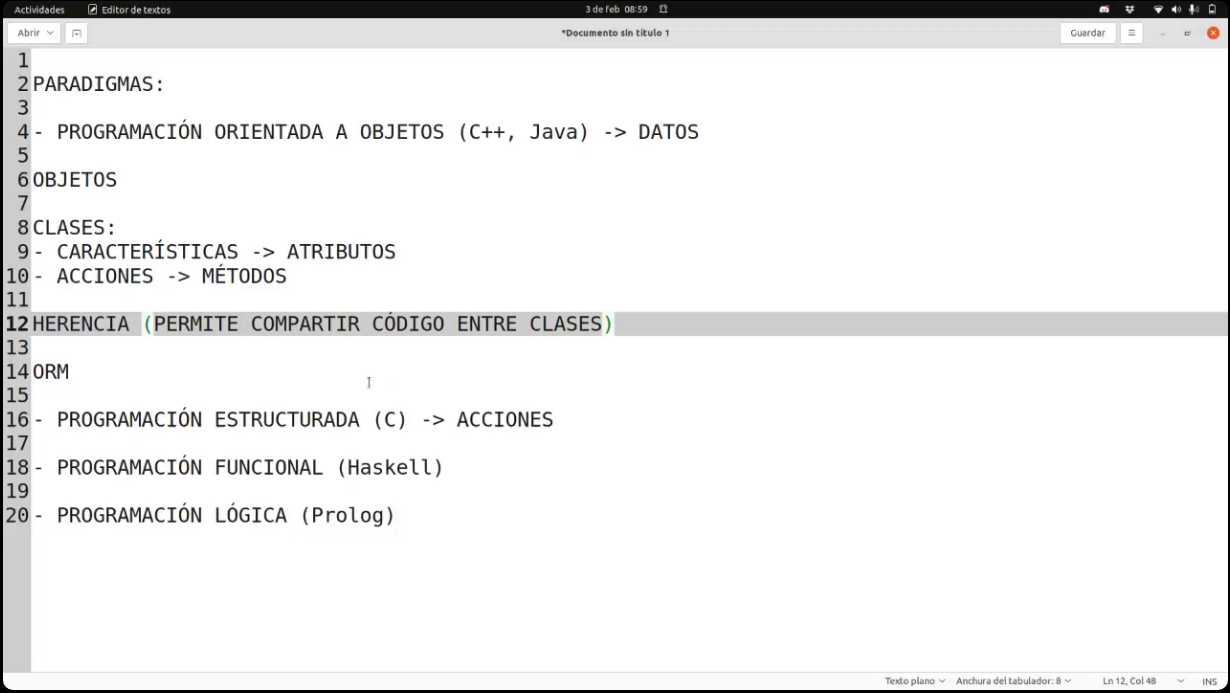 Actividades Editor de textos 3 de feb 08:59
Abrir *Documento sin título 1 Guardar
1
2 PARADIGMAS:
3
4 - PROGRAMACIÓN ORIENTADA A OBJETOS (C++, Java) -> DATOS
5
6 OBJETOS
7
8 CLASES:
9 - CARACTERÍSTICAS -> ATRIBUTOS
10 - ACCIONES -> MÉTODOS
11
12 HERENCIA (PERMITE COMPARTIR CÓDIGO ENTRE CLASES)
13
14 ORM
15
16 - PROGRAMACIÓN ESTRUCTURADA (C) -> ACCIONES
17
18 - PROGRAMACIÓN FUNCIONAL (Haskell)
19
20 - PROGRAMACIÓN LÓGICA (Prolog)
Texto plano Anchura del tabulador: 8 Ln 12, Col 48 INS